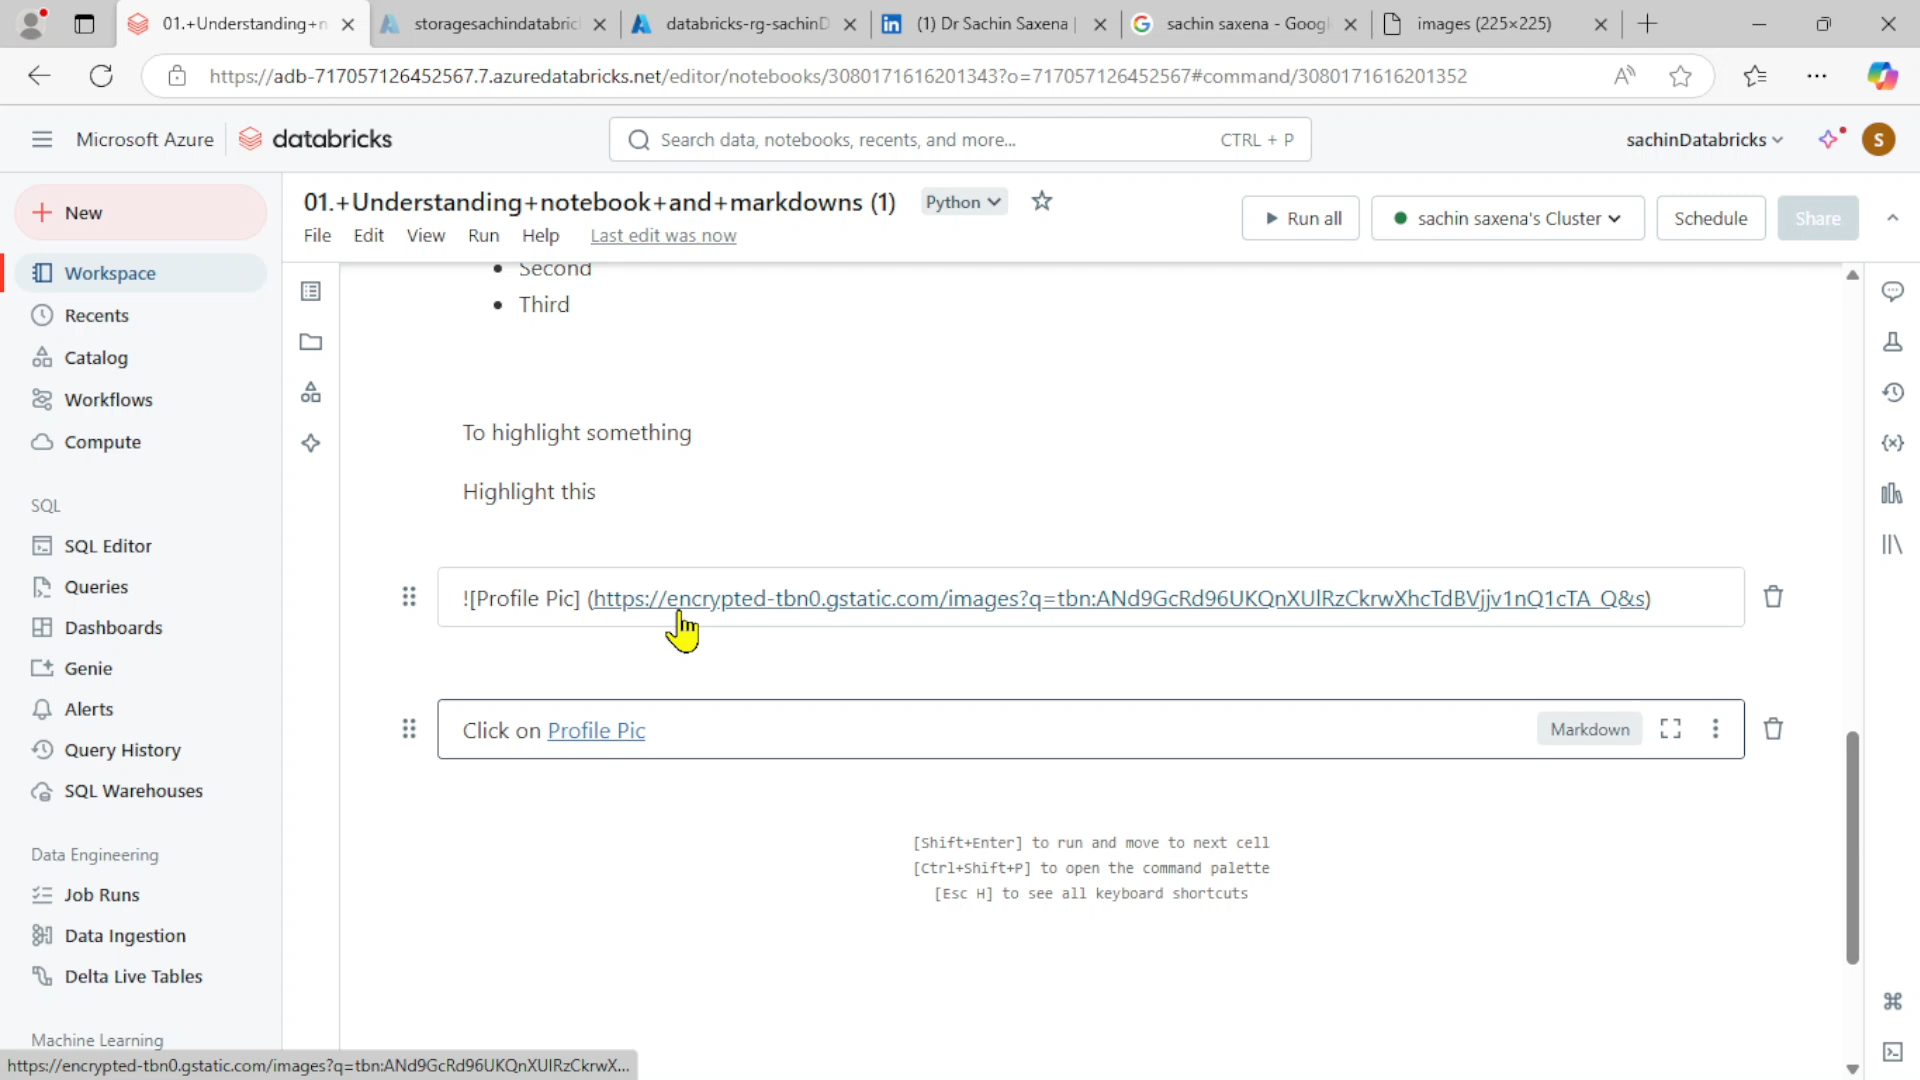 01.+Understanding+n
storagesachindatabric
databricks-rg-sachinD
(1) Dr Sachin Saxena |
sachin saxena - Googl
images (225×225)
https://adb-717057126452567.7.azuredatabricks.net/editor/notebooks/3080171616201343?o=717057126452567#command/3080171616201352
Microsoft Azure
databricks
Search data, notebooks, recents, and more...
CTRL + P
sachinDatabricks
S
New
Workspace
Recents
Catalog
Workflows
Compute
SQL
SQL Editor
Queries
Dashboards
Genie
Alerts
Query History
SQL Warehouses
Data Engineering
Job Runs
Data Ingestion
Delta Live Tables
Machine Learning
01.+Understanding+notebook+and+markdowns (1)
Python
File Edit View Run Help Last edit was now
Run all
sachin saxena's Cluster
Schedule
Share
• Second
• Third
To highlight something
Highlight this
![Profile Pic] (https://encrypted-tbn0.gstatic.com/images?q=tbn:ANd9GcRd96UKQnXUlRzCkrwXhcTdBVjjv1nQ1cTA_Q&s)
Click on Profile Pic
Markdown
[Shift+Enter] to run and move to next cell
[Ctrl+Shift+P] to open the command palette
[Esc H] to see all keyboard shortcuts
https://encrypted-tbn0.gstatic.com/images?q=tbn:ANd9GcRd96UKQnXUlRzCkrwX...